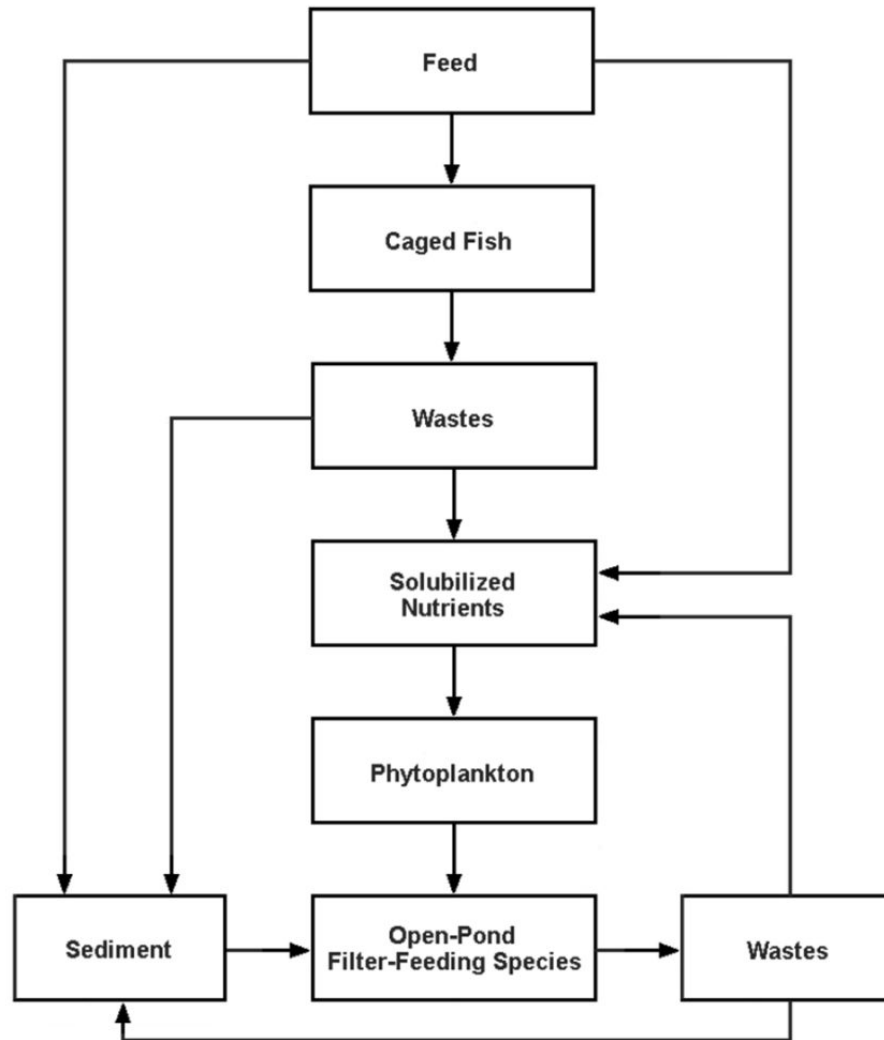 Feed
Caged Fish
Wastes
Solubilized
Nutrients
Phytoplankton
Sediment
Open-Pond
Filter-Feeding Species
Wastes